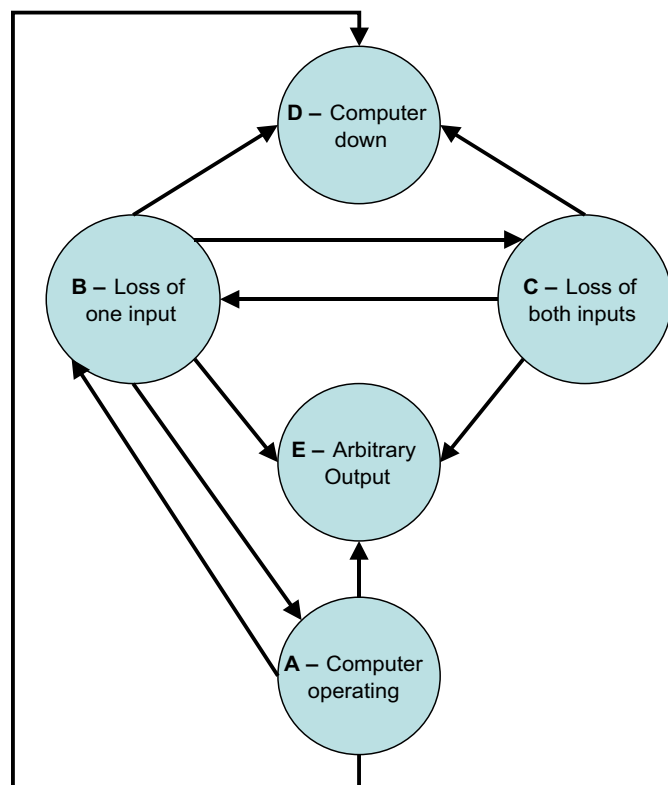 D – Computer
down
B – Loss of
one input
C – Loss of
both inputs
E – Arbitrary
Output
A – Computer
operating